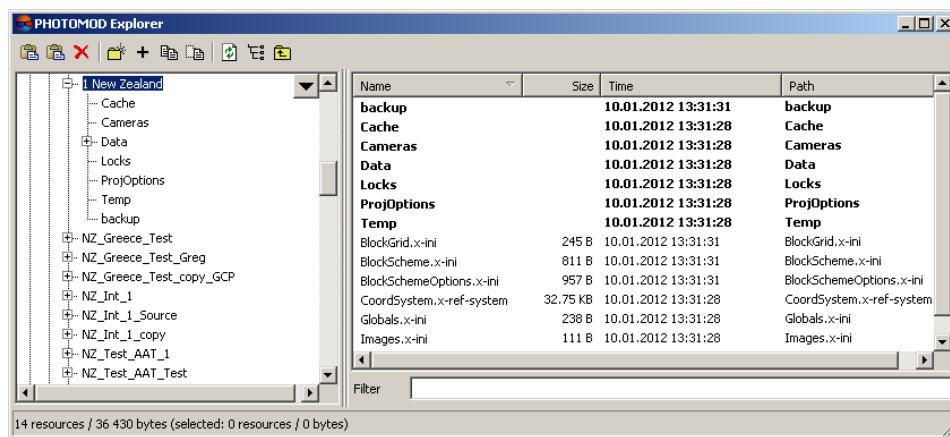 PHOTOMOD Explorer
1 New Zealand
Cache
Cameras
Data
Locks
ProjOptions
Temp
backup
NZ_Greece_Test
NZ_Greece_Test_Greg
NZ_Greece_Test_copy_GCP
NZ_Int_1
NZ_Int_1_Source
NZ_Int_1_copy
NZ_Test_AAT_1
NZ_Test_AAT_Test
Name Size Time Path
backup 10.01.2012 13:31:31 backup
Cache 10.01.2012 13:31:28 Cache
Cameras 10.01.2012 13:31:28 Cameras
Data 10.01.2012 13:31:28 Data
Locks 10.01.2012 13:31:28 Locks
ProjOptions 10.01.2012 13:31:28 ProjOptions
Temp 10.01.2012 13:31:28 Temp
BlockGrid.x-ini 245 B 10.01.2012 13:31:31 BlockGrid.x-ini
BlockScheme.x-ini 811 B 10.01.2012 13:31:31 BlockScheme.x-ini
BlockSchemeOptions.x-ini 957 B 10.01.2012 13:31:31 BlockSchemeOptions.x-ini
CoordSystem.x-ref-system 32.75 KB 10.01.2012 13:31:28 CoordSystem.x-ref-system
Globals.x-ini 238 B 10.01.2012 13:31:28 Globals.x-ini
Images.x-ini 111 B 10.01.2012 13:31:28 Images.x-ini
Filter
14 resources / 36 430 bytes (selected: 0 resources / 0 bytes)